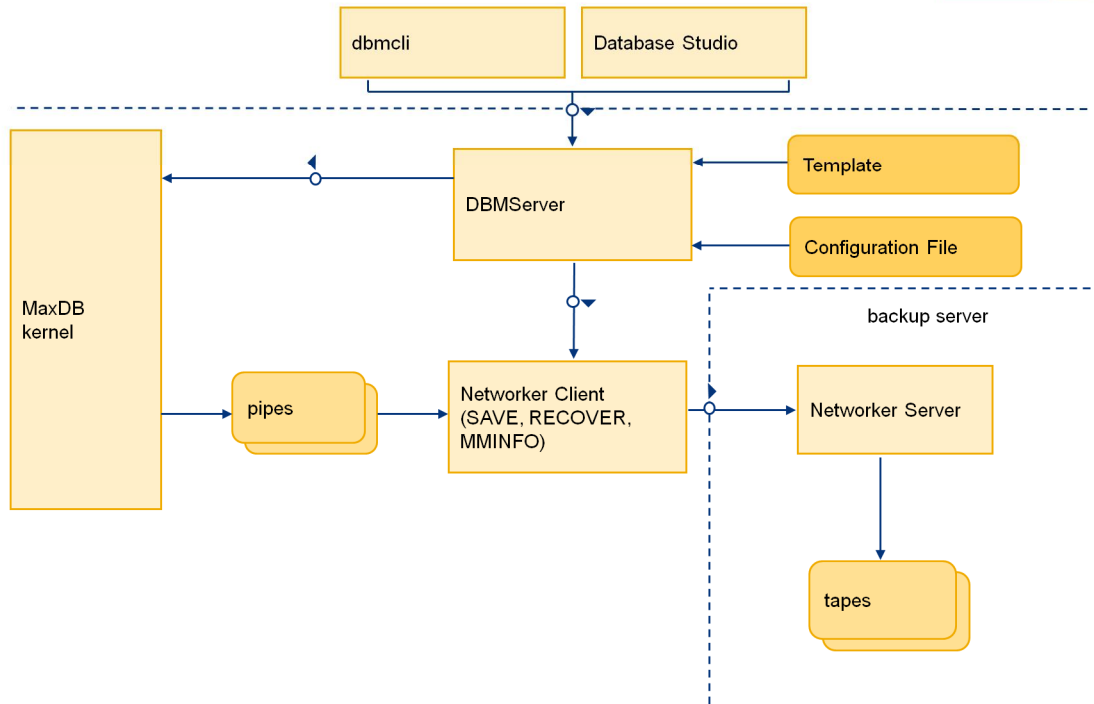 dbmcli
Database Studio
Template
DBMServer
Configuration File
MaxDB
kernel
backup server
pipes
Networker Client
(SAVE, RECOVER,
MMINFO)
Networker Server
tapes